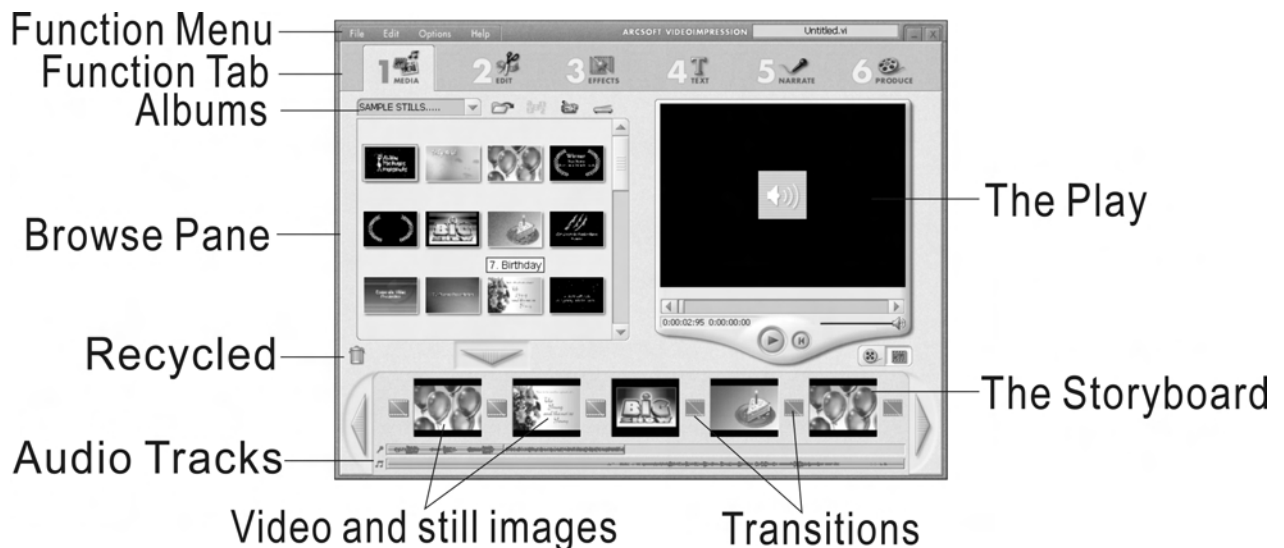 Function Menu
Function Tab
Albums
Browse Pane
Recycled
Audio Tracks
File Edit Options Help
ARCSOFT VIDEOIMPRESSION
Untitled.vi
1 MEDIA
2 EDIT
3 EFFECTS
4 TEXT
5 NARRATE
6 PRODUCE
SAMPLE STILLS.....
Winner
BIG
7. Birthday
0:00:02:95 0:00:00:00
BIG
The Play
The Storyboard
Video and still images
Transitions